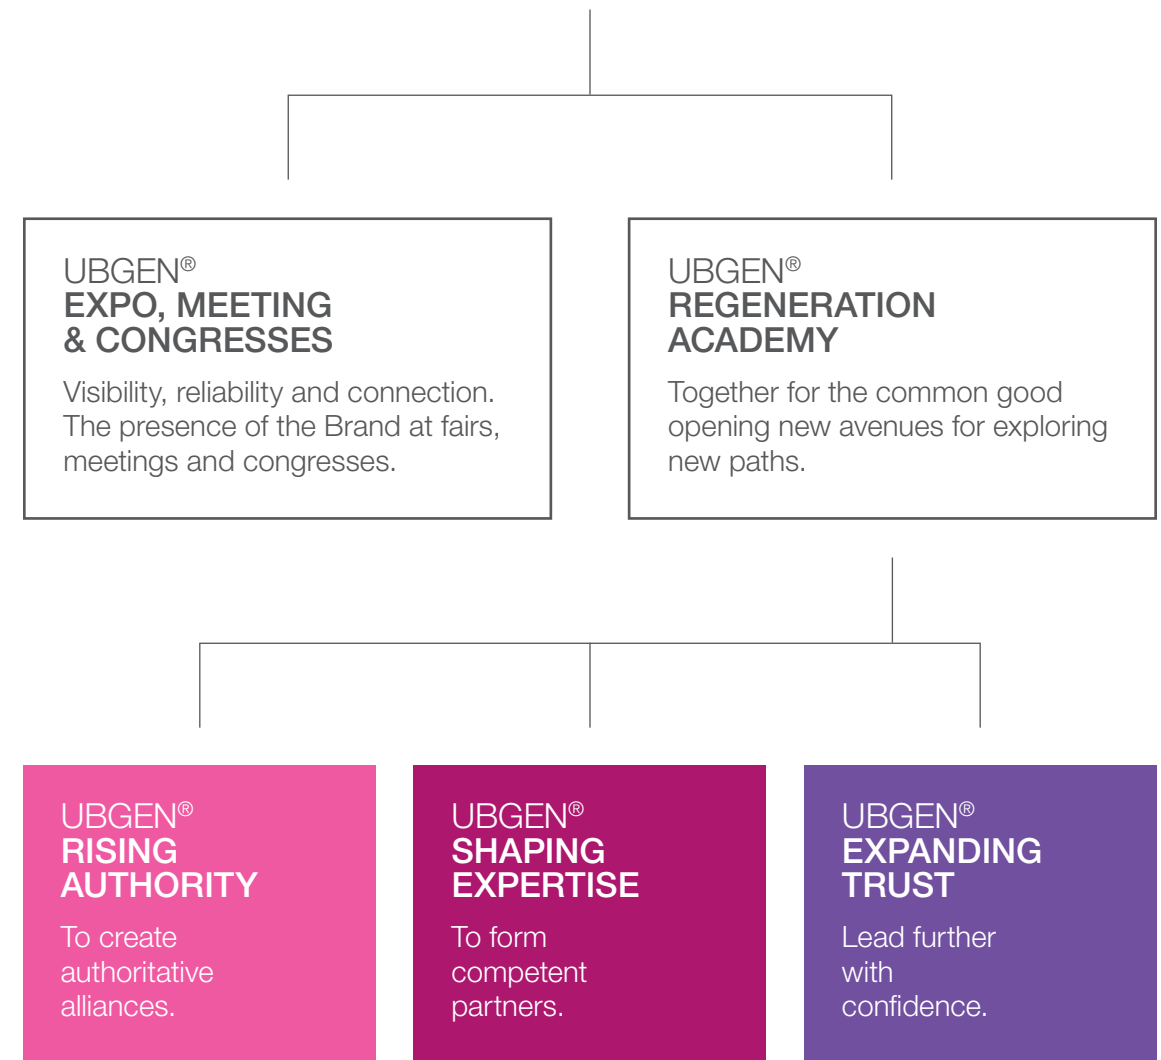 UBGEN®
EXPO, MEETING
& CONGRESSES
Visibility, reliability and connection.
The presence of the Brand at fairs,
meetings and congresses.
UBGEN®
REGENERATION
ACADEMY
Together for the common good
opening new avenues for exploring
new paths.
UBGEN®
RISING
AUTHORITY
To create
authoritative
alliances.
UBGEN®
SHAPING
EXPERTISE
To form
competent
partners.
UBGEN®
EXPANDING
TRUST
Lead further
with
confidence.